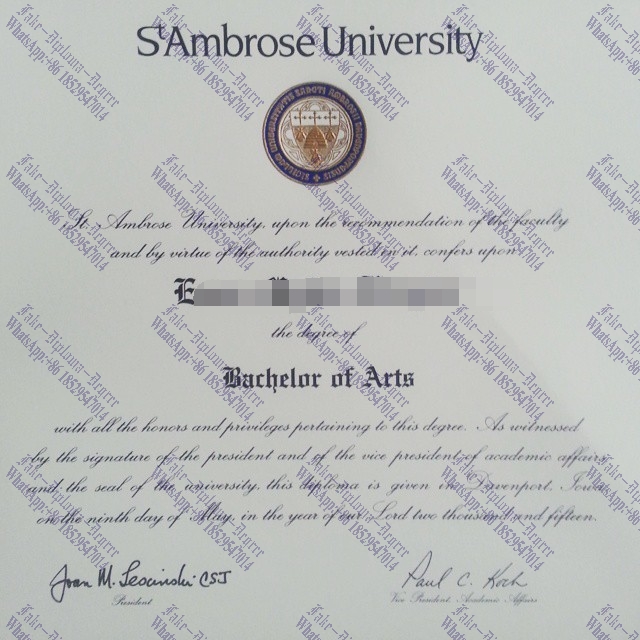 St Ambrose University
St. Ambrose University, upon the recommendation of the faculty
and by virtue of the authority vested in it, confers upon
E
the degree of
Bachelor of Arts
with all the honors and privileges pertaining to this degree. As witnessed
by the signature of the president and of the vice president of academic affairs
and the seal of the university, this diploma is given in Davenport, Iowa
on the ninth day of May, in the year of our Lord two thousand and fifteen.
Joan M. Lescinski CSJ
Paul C. Koch
President
Vice President, Academic Affairs
Fake-Diploma-Degree
WhatsApp:+86 18529547014